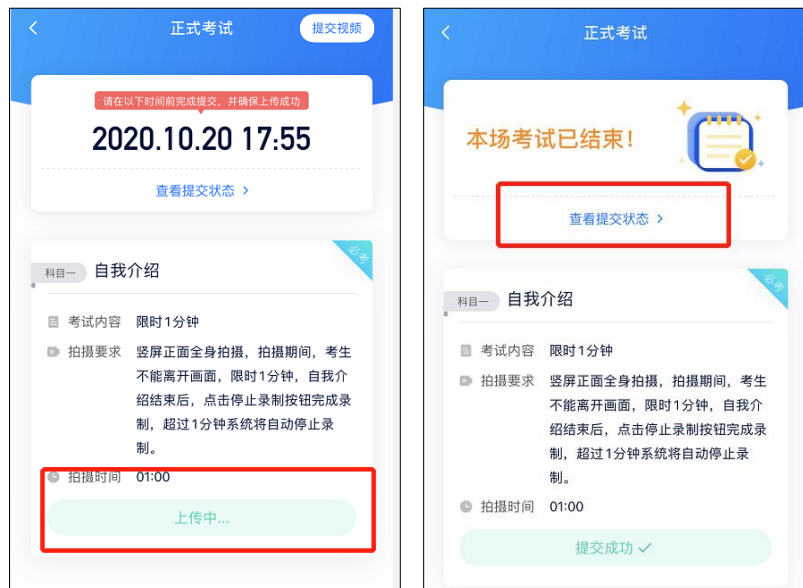 正式考试
提交视频
请在以下时间前完成提交，并确保上传成功
2020.10.20 17:55
查看提交状态 >
必考
科目一 自我介绍
考试内容 限时1分钟
拍摄要求 竖屏正面全身拍摄，拍摄期间，考生
不能离开画面，限时1分钟，自我介
绍结束后，点击停止录制按钮完成录
制，超过1分钟系统将自动停止录
制。
拍摄时间 01:00
上传中...
正式考试
本场考试已结束！
查看提交状态 >
必考
科目一 自我介绍
考试内容 限时1分钟
拍摄要求 竖屏正面全身拍摄，拍摄期间，考生
不能离开画面，限时1分钟，自我介
绍结束后，点击停止录制按钮完成录
制，超过1分钟系统将自动停止录
制。
拍摄时间 01:00
提交成功 ✓